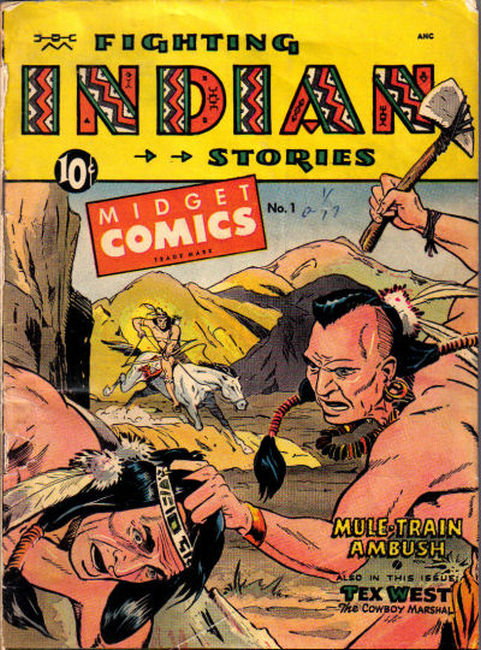 ANC
FIGHTING
INDIAN
STORIES
10¢
MIDGET
COMICS
TRADE MARK
No. 1
MULE-TRAIN
AMBUSH
ALSO IN THIS ISSUE
TEX WEST
The COWBOY MARSHAL